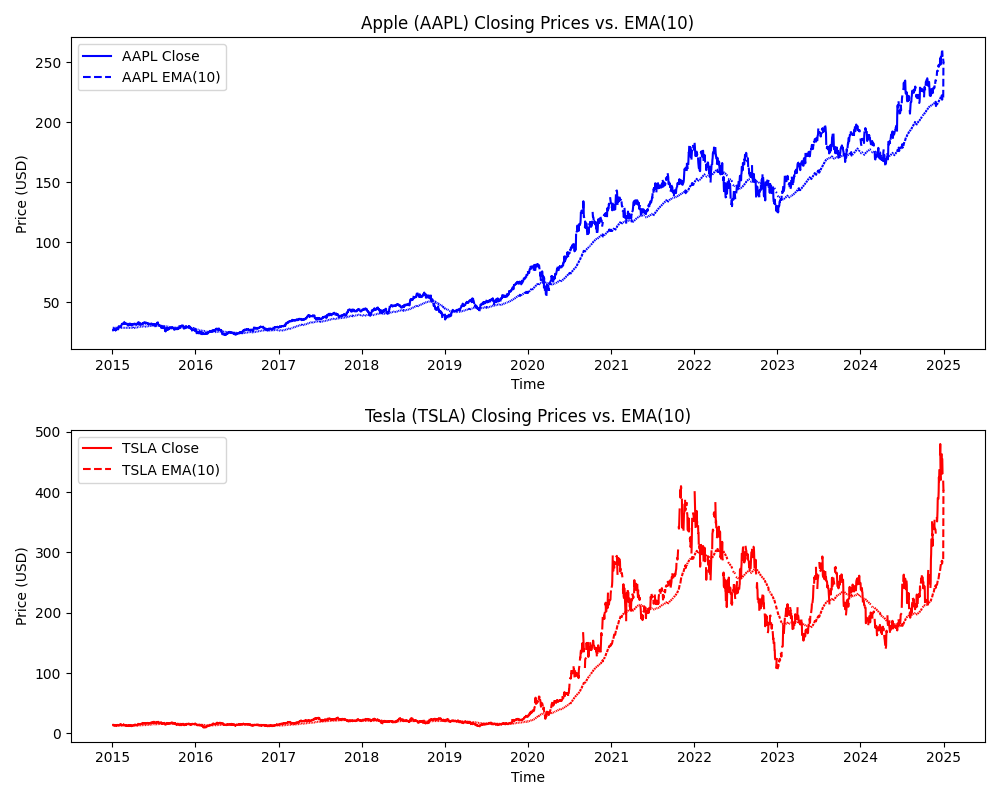 Apple (AAPL) Closing Prices vs. EMA(10)
AAPL Close
AAPL EMA(10)
Price (USD)
250
200
150
100
50
2015 2016 2017 2018 2019 2020 2021 2022 2023 2024 2025
Time
Tesla (TSLA) Closing Prices vs. EMA(10)
TSLA Close
TSLA EMA(10)
Price (USD)
500
400
300
200
100
0
2015 2016 2017 2018 2019 2020 2021 2022 2023 2024 2025
Time